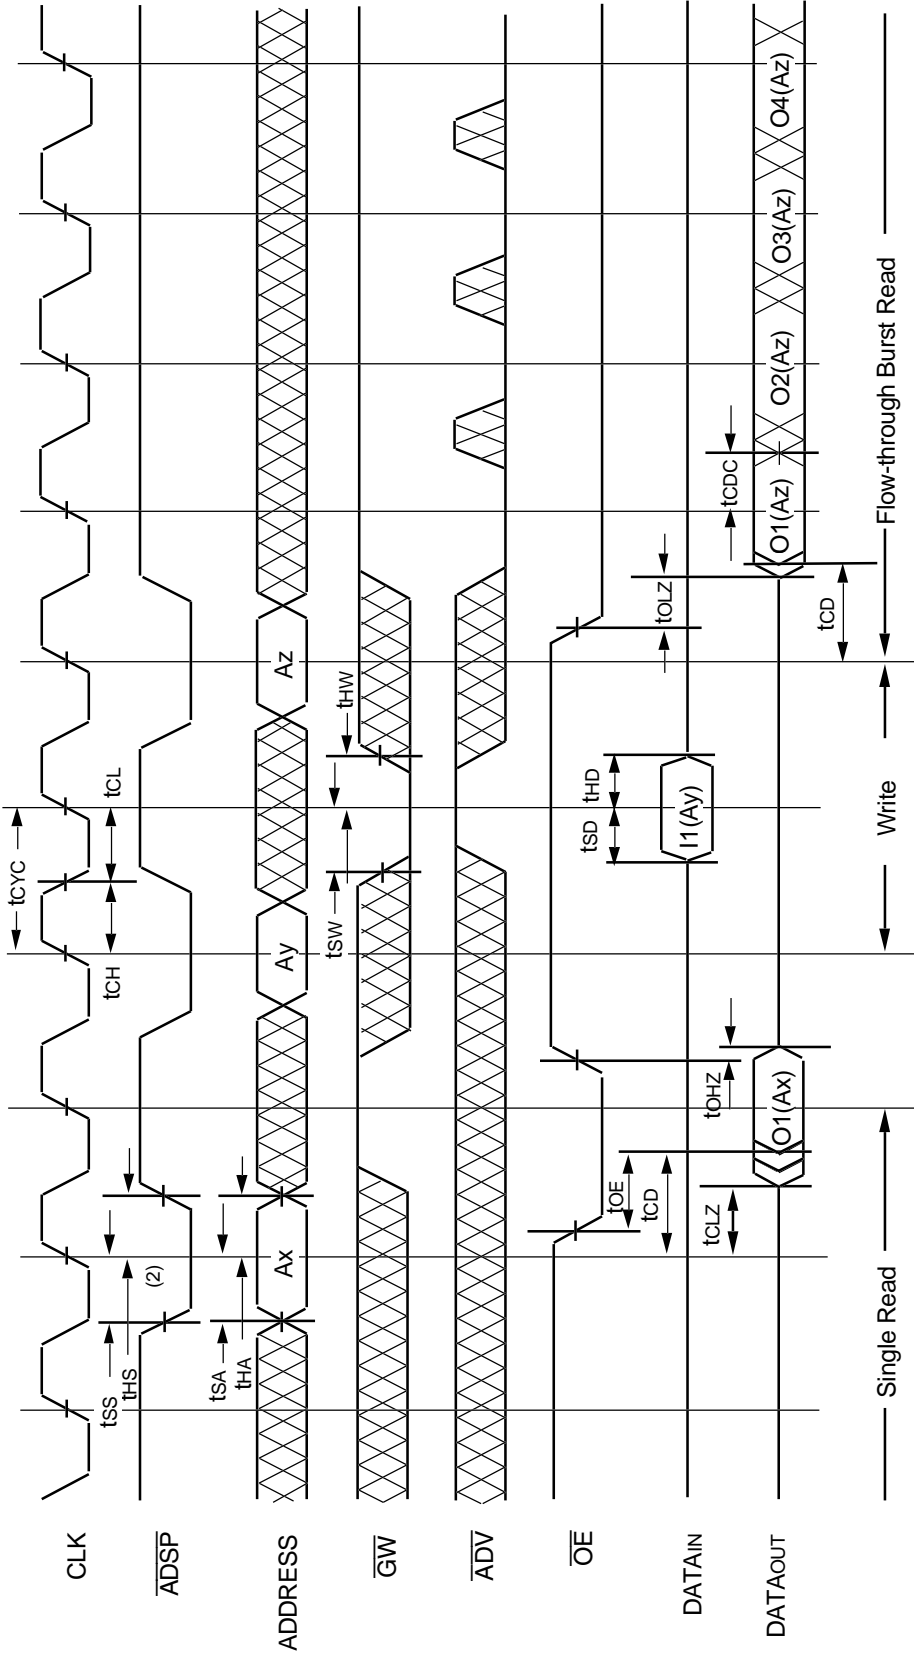 tCYC
tSS
tHS
tCH
tCL
CLK
(2)
ADSP
tSA
tHA
ADDRESS
Ax
Ay
Az
tSW
tHW
GW
ADV
OE
tOE
tCD
tOHZ
tSD
tHD
tOLZ
DATAIN
I1(Ay)
tCLZ
tCDC
DATAOUT
O1(Ax)
O1(Az)
O2(Az)
O3(Az)
O4(Az)
tCD
Single Read
Write
Flow-through Burst Read